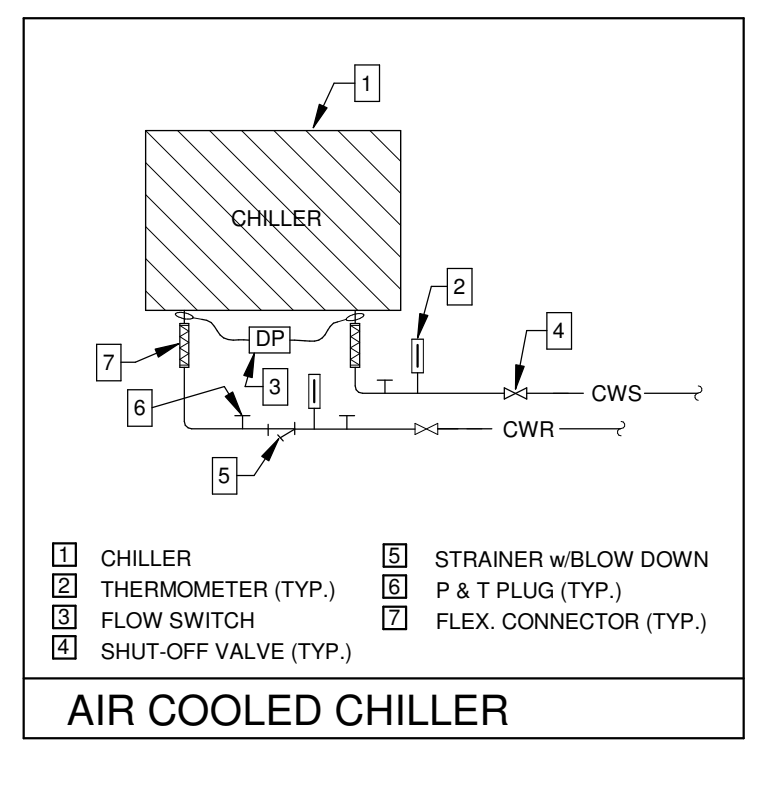 1
CHILLER
2
DP
4
7
3
CWS
6
CWR
5
1 CHILLER
2 THERMOMETER (TYP.)
3 FLOW SWITCH
4 SHUT-OFF VALVE (TYP.)
5 STRAINER w/BLOW DOWN
6 P & T PLUG (TYP.)
7 FLEX. CONNECTOR (TYP.)
AIR COOLED CHILLER